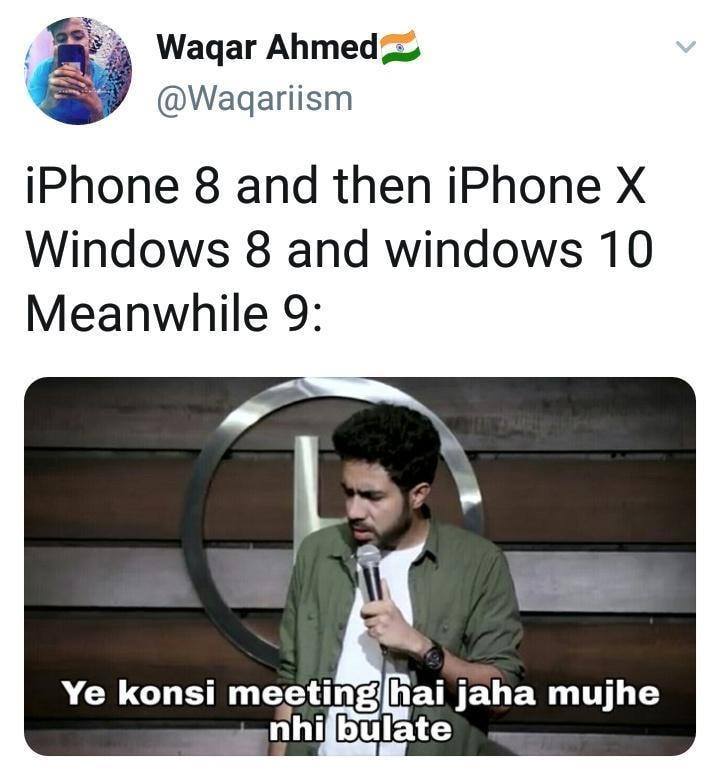 Waqar Ahmed🇮🇳
@Waqariism
iPhone 8 and then iPhone X
Windows 8 and windows 10
Meanwhile 9:
Ye konsi meeting hai jaha mujhe
nhi bulate